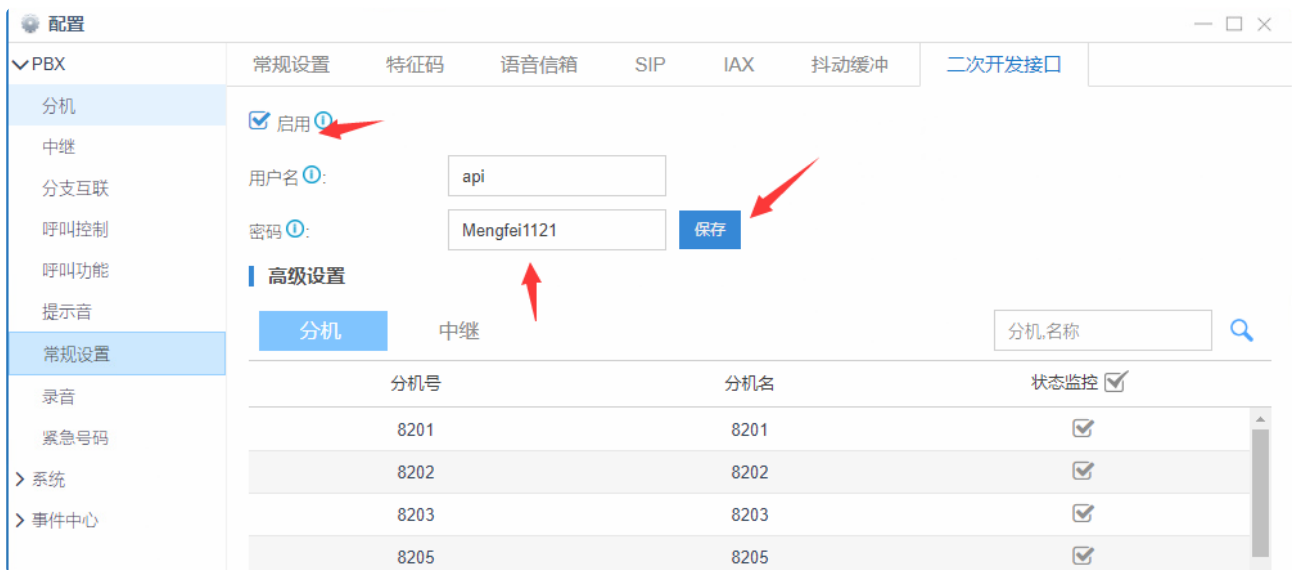 配置
PBX
分机
中继
分支互联
呼叫控制
呼叫功能
提示音
常规设置
录音
紧急号码
系统
事件中心
常规设置 特征码 语音信箱 SIP IAX 抖动缓冲 二次开发接口
启用
用户名:
api
密码:
Mengfei1121
保存
高级设置
分机 中继
分机,名称
分机号 分机名 状态监控
8201 8201
8202 8202
8203 8203
8205 8205